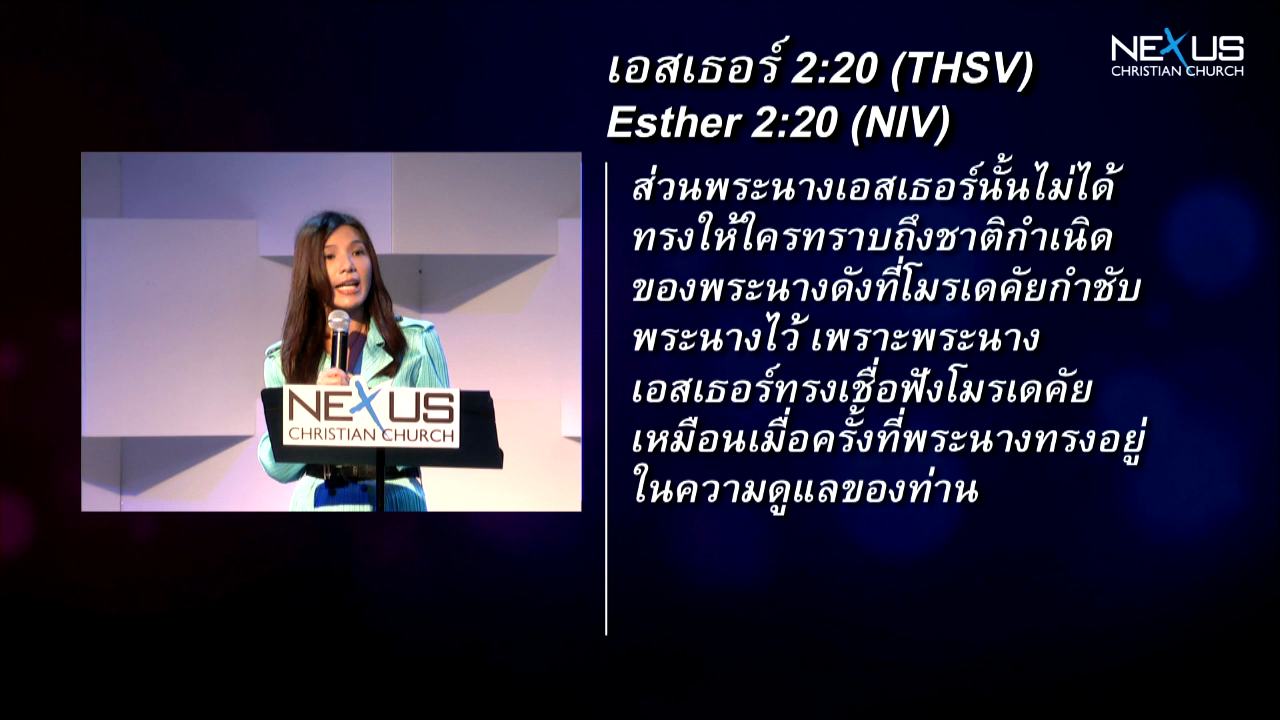 เอสเธอร์ 2:20 (THSV)
Esther 2:20 (NIV)
NEXUS
CHRISTIAN CHURCH
ส่วนพระนางเอสเธอร์นั้นไม่ได้
ทรงให้ใครทราบถึงชาติกำเนิด
ของพระนางดังที่โมรเดคัยกำชับ
พระนางไว้ เพราะพระนาง
เอสเธอร์ทรงเชื่อฟังโมรเดคัย
เหมือนเมื่อครั้งที่พระนางทรงอยู่
ในความดูแลของท่าน
NEXUS
CHRISTIAN CHURCH